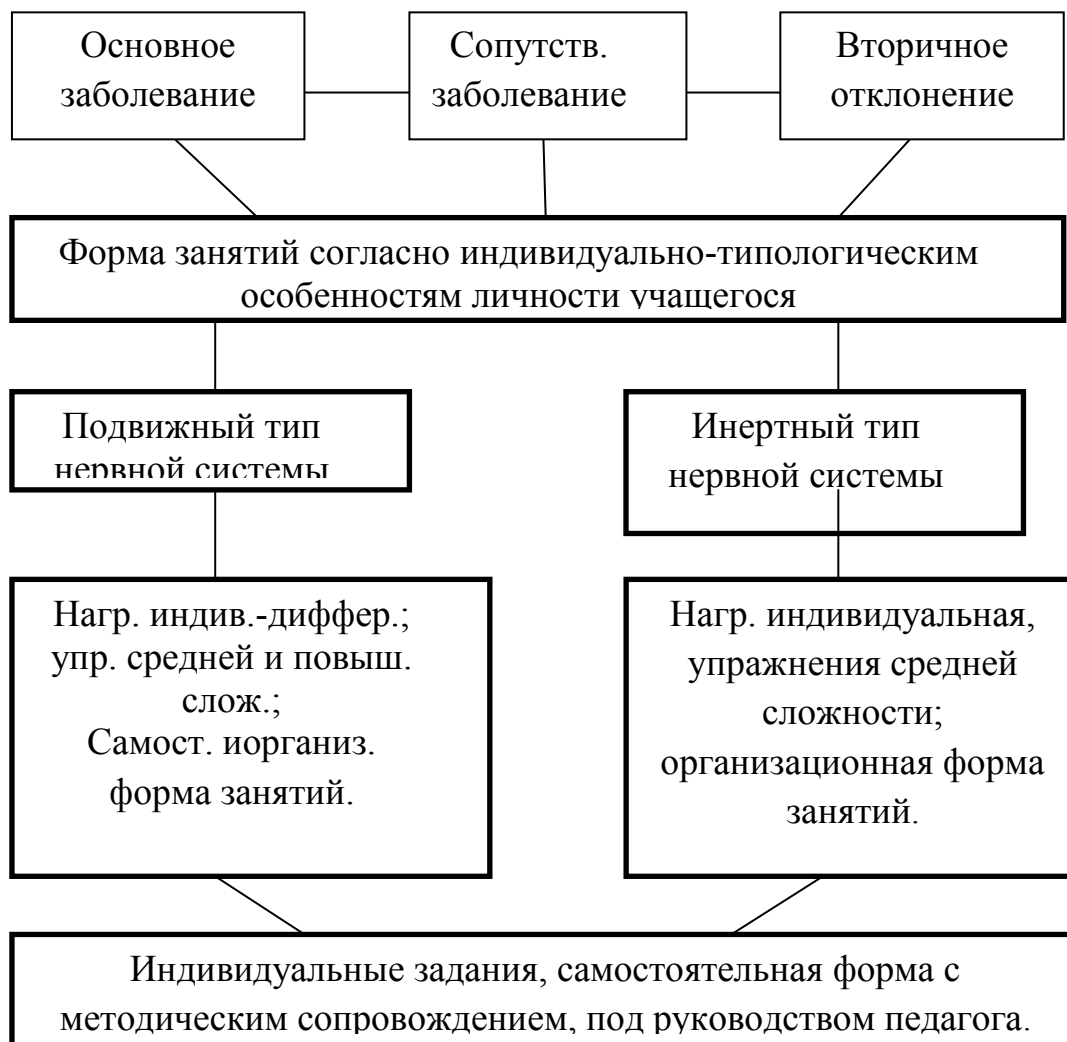 Основное
заболевание
Сопутств.
заболевание
Вторичное
отклонение
Форма занятий согласно индивидуально-типологическим
особенностям личности учащегося
Подвижный тип
нервной системы
Инертный тип
нервной системы
Нагр. индив.-диффер.;
упр. средней и повыш.
слож.;
Самост. иорганиз.
форма занятий.
Нагр. индивидуальная,
упражнения средней
сложности;
организационная форма
занятий.
Индивидуальные задания, самостоятельная форма с
методическим сопровождением, под руководством педагога.